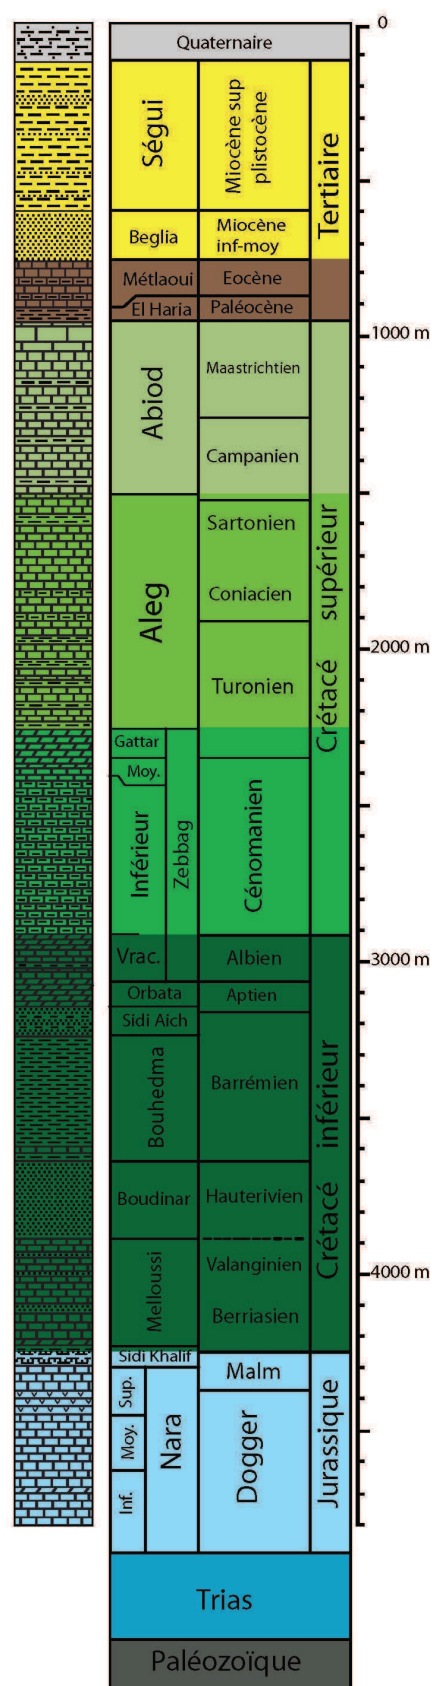 0
Quaternaire
Ségui
Miocène sup
plistocène
Tertiaire
Beglia
Miocène
inf-moy
Métlaoui
Eocène
El Haria
Paléocène
1000 m
Abiod
Maastrichtien
Campanien
Aleg
Sartonien
Coniacien
Turonien
Crétacé supérieur
2000 m
Gattar
Moy.
Inférieur
Zebbag
Cénomanien
Vrac.
Albien
3000 m
Orbata
Aptien
Sidi Aich
Bouhedma
Barrémien
Crétacé inférieur
Boudinar
Hauterivien
Melloussi
Valanginien
Berriasien
4000 m
Sidi Khalif
Malm
Sup.
Moy.
Inf.
Nara
Dogger
Jurassique
Trias
Paléozoïque